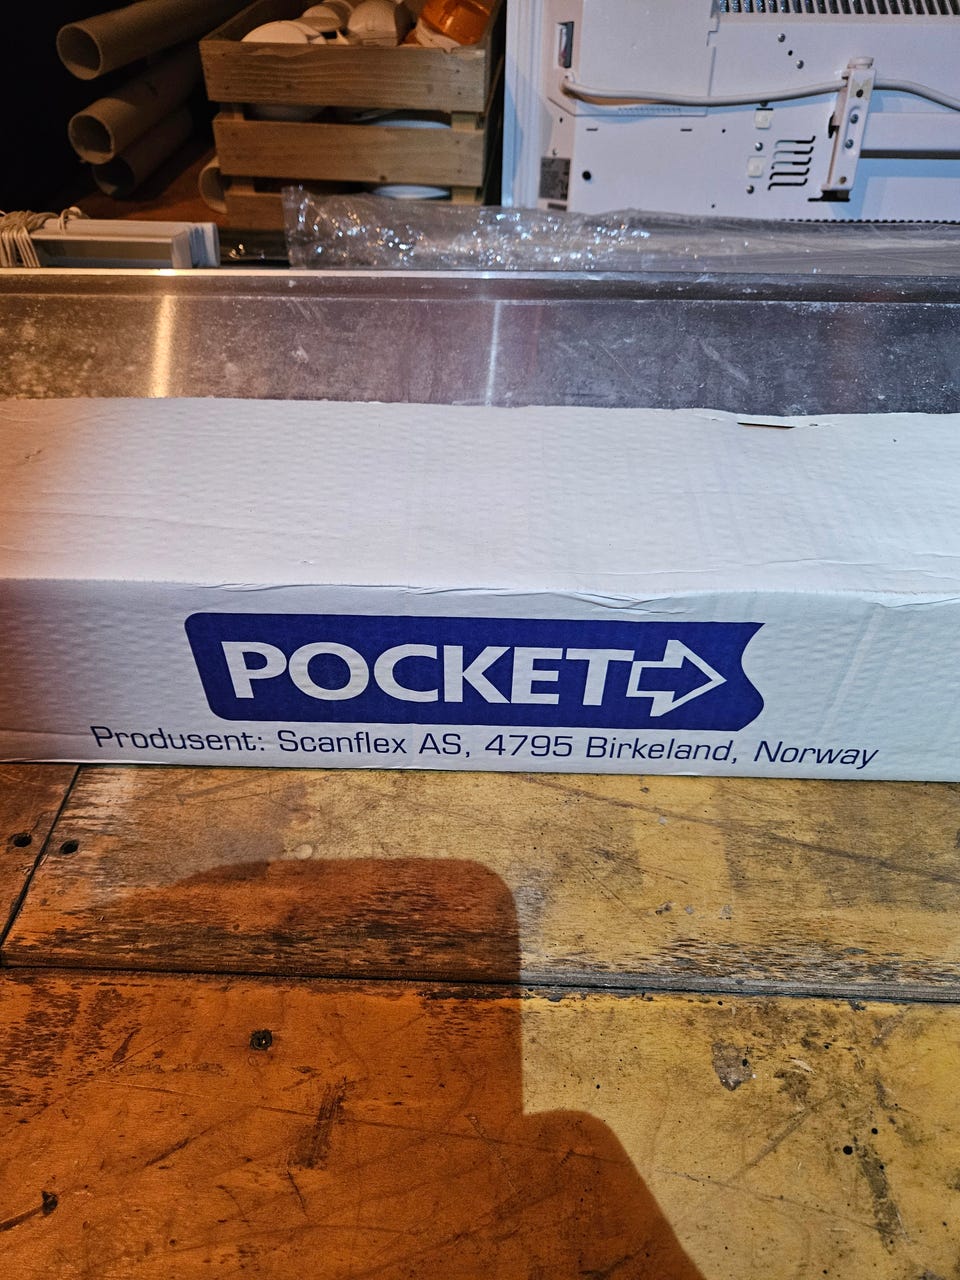 POCKET
Produsent: Scanflex AS, 4795 Birkeland, Norway